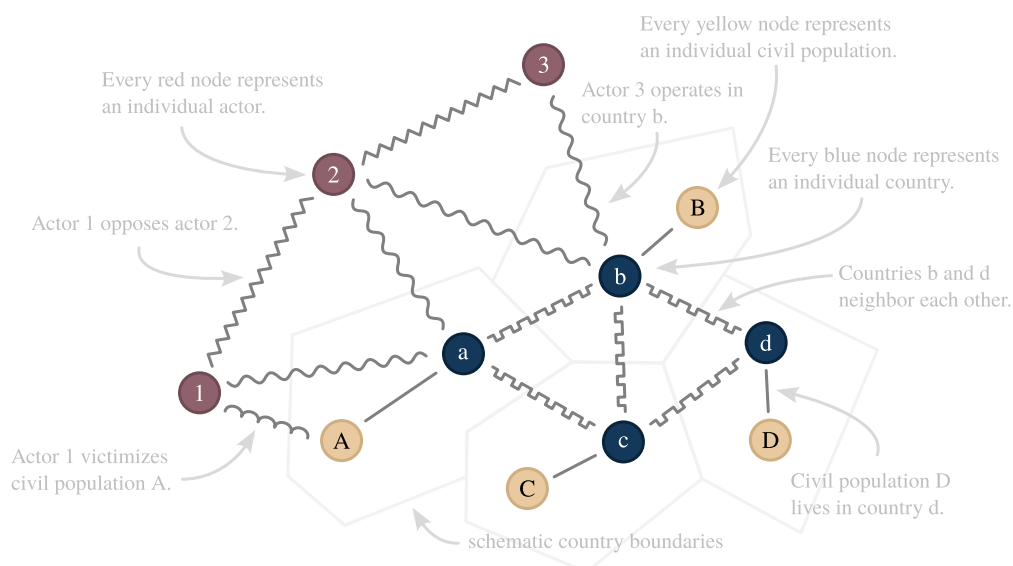 Every yellow node represents
an individual civil population.
3
Every red node represents
an individual actor.
Actor 3 operates in
country b.
2
Every blue node represents
an individual country.
B
Actor 1 opposes actor 2.
b
Countries b and d
neighbor each other.
a
d
1
A
c
D
Actor 1 victimizes
civil population A.
C
Civil population D
lives in country d.
schematic country boundaries